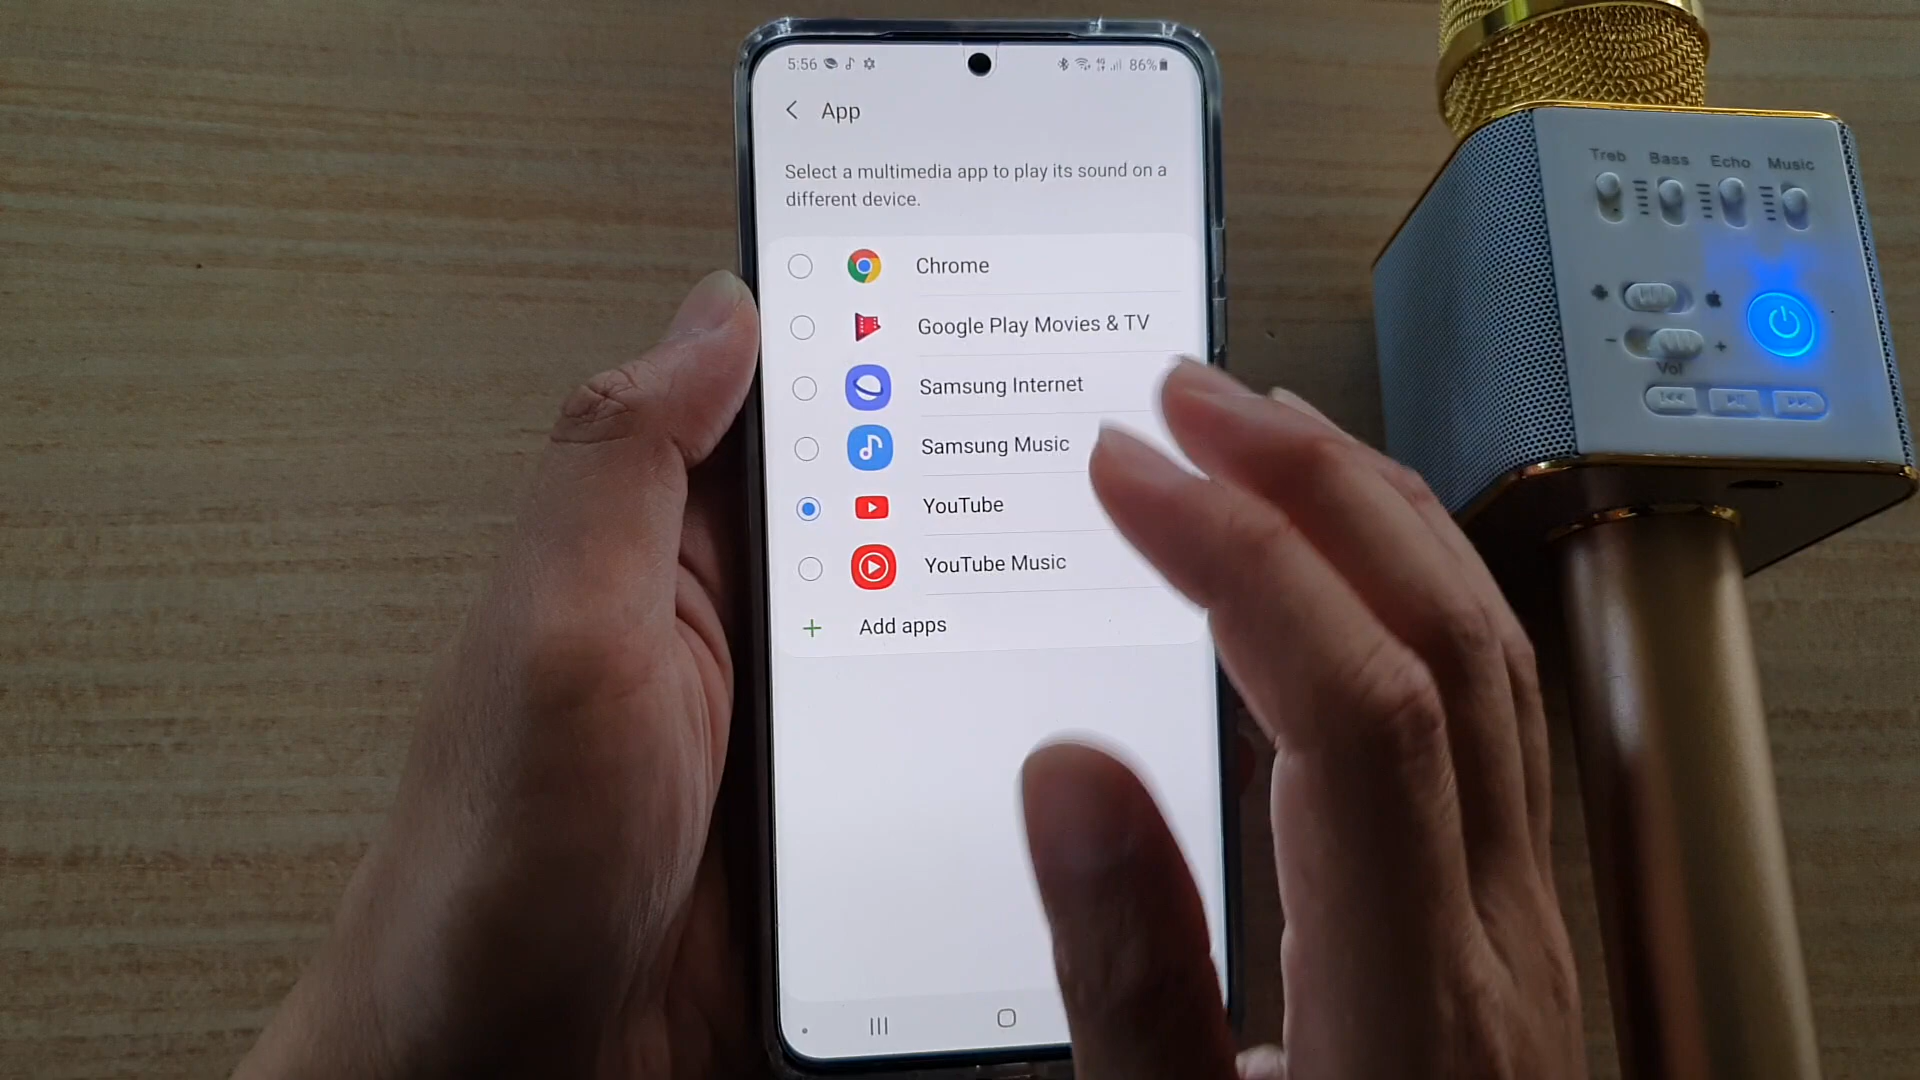 5:56
86%
App
Select a multimedia app to play its sound on a
different device.
Chrome
Google Play Movies & TV
Samsung Internet
Samsung Music
YouTube
YouTube Music
Add apps
Treb Bass Echo Music
- +
Vol